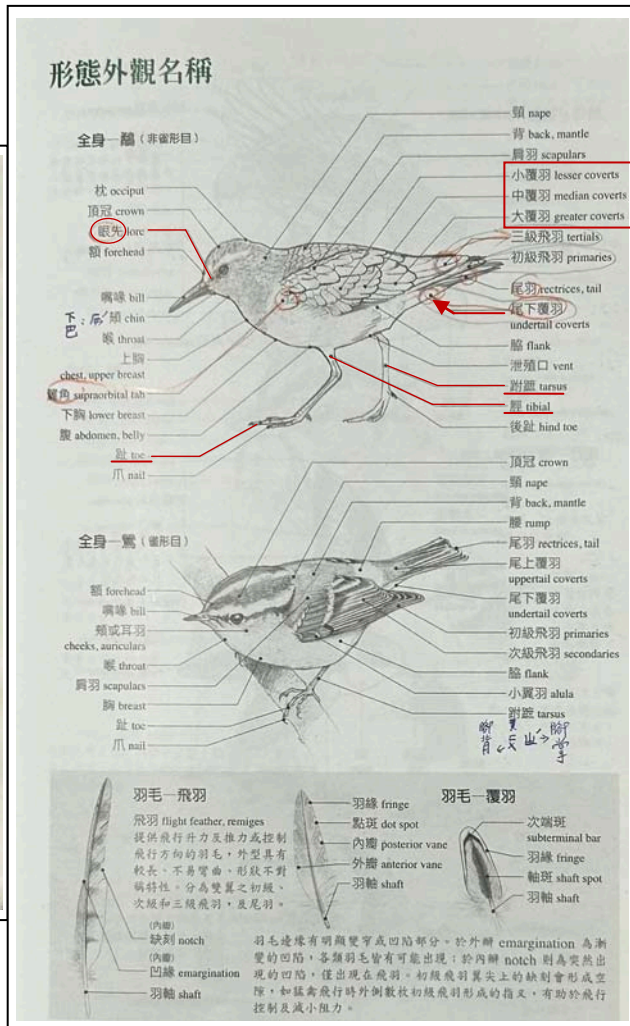 形態外觀名稱
全身—鷸（非雀形目）
枕 occiput
頂冠 crown
眼先 lore
額 forehead
嘴喙 bill
下巴：
頦 chin
喉 throat
上胸
chest, upper breast
翼角 supraorbital tab
下胸 lower breast
腹 abdomen, belly
趾 toe
爪 nail
頸 nape
背 back, mantle
肩羽 scapulars
小覆羽 lesser coverts
中覆羽 median coverts
大覆羽 greater coverts
三級飛羽 tertials
初級飛羽 primaries
尾羽 rectrices, tail
尾下覆羽
undertail coverts
脇 flank
泄殖口 vent
跗蹠 tarsus
脛 tibial
後趾 hind toe
全身—鶯（雀形目）
額 forehead
嘴喙 bill
頰或耳羽
cheeks, auriculars
喉 throat
肩羽 scapulars
胸 breast
趾 toe
爪 nail
頂冠 crown
頸 nape
背 back, mantle
腰 rump
尾羽 rectrices, tail
尾上覆羽
uppertail coverts
尾下覆羽
undertail coverts
初級飛羽 primaries
次級飛羽 secondaries
脇 flank
小翼羽 alula
跗蹠 tarsus
腳背
腳掌
羽毛—飛羽
飛羽 flight feather, remiges
提供飛行升力及推力或控制
飛行方向的羽毛，外型具有
較長、不易彎曲、形狀不對
稱特性。分為雙翼之初級、
次級和三級飛羽，及尾羽。
(內瓣)
缺刻 notch
(外瓣)
凹緣 emargination
羽軸 shaft
羽緣 fringe
點斑 dot spot
內瓣 posterior vane
外瓣 anterior vane
羽軸 shaft
羽毛—覆羽
次端斑
subterminal bar
羽緣 fringe
軸斑 shaft spot
羽軸 shaft
羽毛邊緣有明顯變窄或凹陷部分。於外瓣 emargination 為漸
變的凹陷，各類羽毛皆有可能出現；於內瓣 notch 則為突然出
現的凹陷，僅出現在飛羽。初級飛羽翼尖上的缺刻會形成空
隙，如猛禽飛行時外側數枚初級飛羽形成的指叉，有助於飛行
控制及減小阻力。